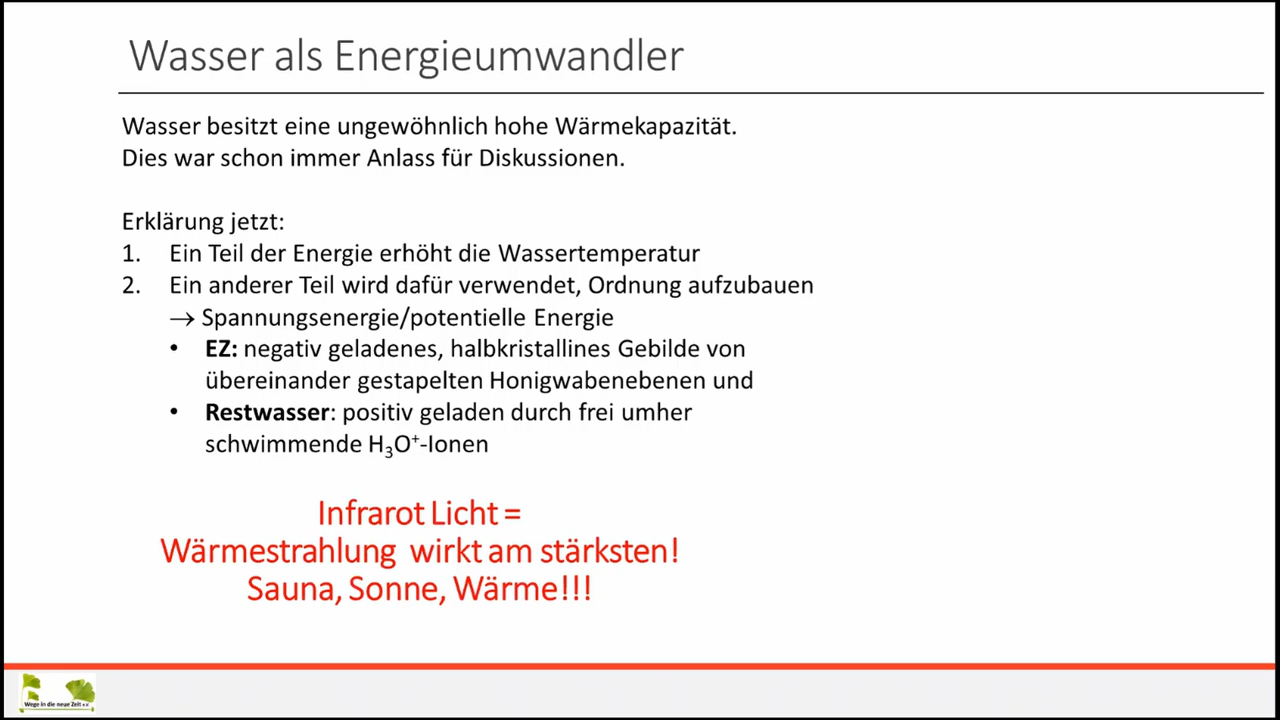 Wasser als Energieumwandler
Wasser besitzt eine ungewöhnlich hohe Wärmekapazität.
Dies war schon immer Anlass für Diskussionen.
Erklärung jetzt:
1. Ein Teil der Energie erhöht die Wassertemperatur
2. Ein anderer Teil wird dafür verwendet, Ordnung aufzubauen
→ Spannungsenergie/potentielle Energie
• EZ: negativ geladenes, halbkristallines Gebilde von
übereinander gestapelten Honigwabenebenen und
• Restwasser: positiv geladen durch frei umher
schwimmende H₃O⁺-Ionen
Infrarot Licht =
Wärmestrahlung wirkt am stärksten!
Sauna, Sonne, Wärme!!!
Wege in die neue Zeit e.V.